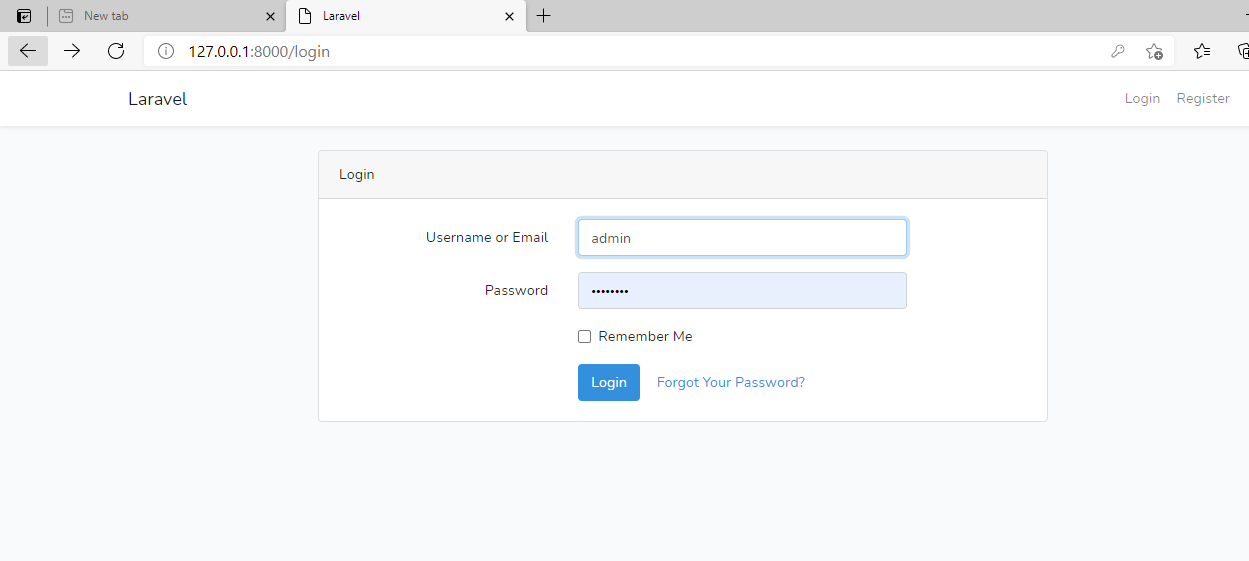 New tab
Laravel
127.0.0.1:8000/login
Laravel
Login
Register
Login
Username or Email
admin
Password
••••••••
Remember Me
Login
Forgot Your Password?